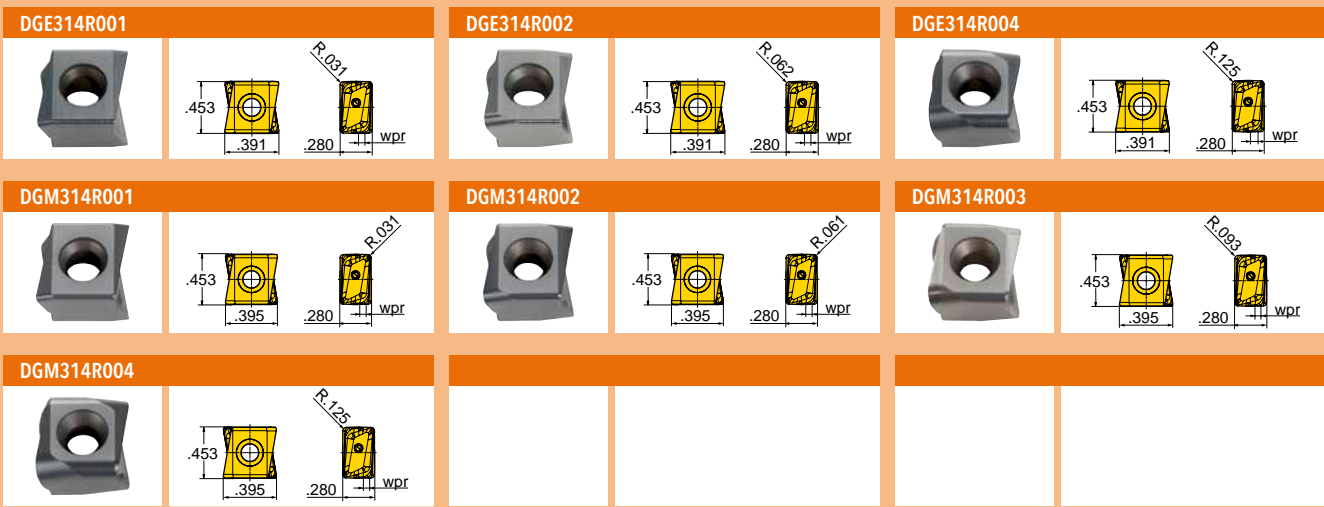 DGE314R001
R.031
.453
.391
.280
wpr
DGE314R002
R.062
.453
.391
.280
wpr
DGE314R004
R.125
.453
.391
.280
wpr
DGM314R001
R.031
.453
.395
.280
wpr
DGM314R002
R.061
.453
.395
.280
wpr
DGM314R003
R.093
.453
.395
.280
wpr
DGM314R004
R.125
.453
.395
.280
wpr